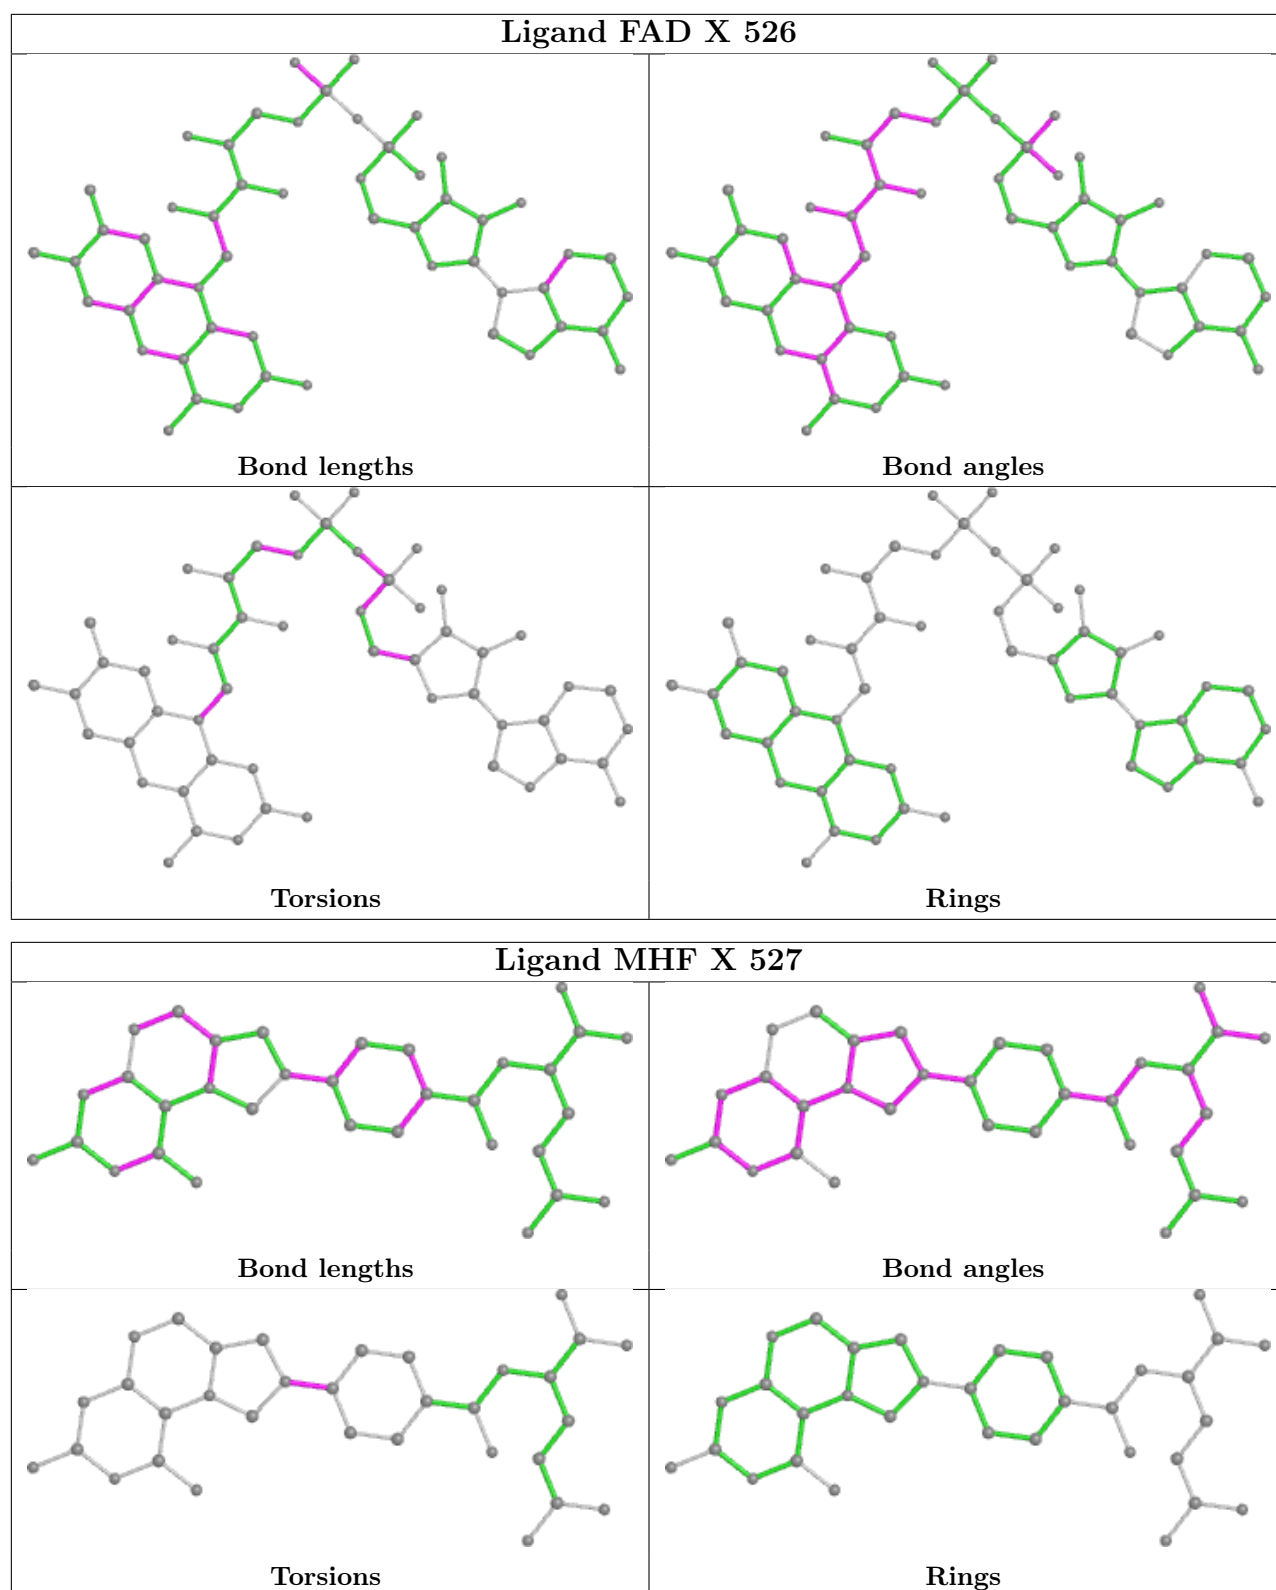 Ligand FAD X 526
Bond lengths
Bond angles
Torsions
Rings
Ligand MHF X 527
Bond lengths
Bond angles
Torsions
Rings